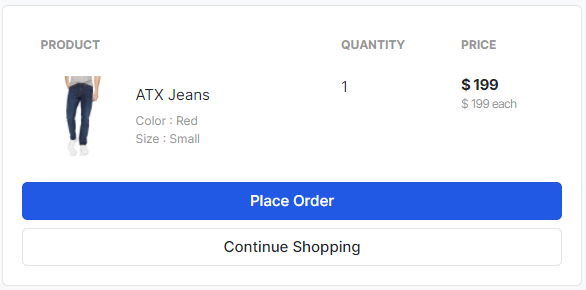 PRODUCT QUANTITY PRICE
ATX Jeans 1 $ 199
$ 199 each
Color : Red
Size : Small
Place Order
Continue Shopping